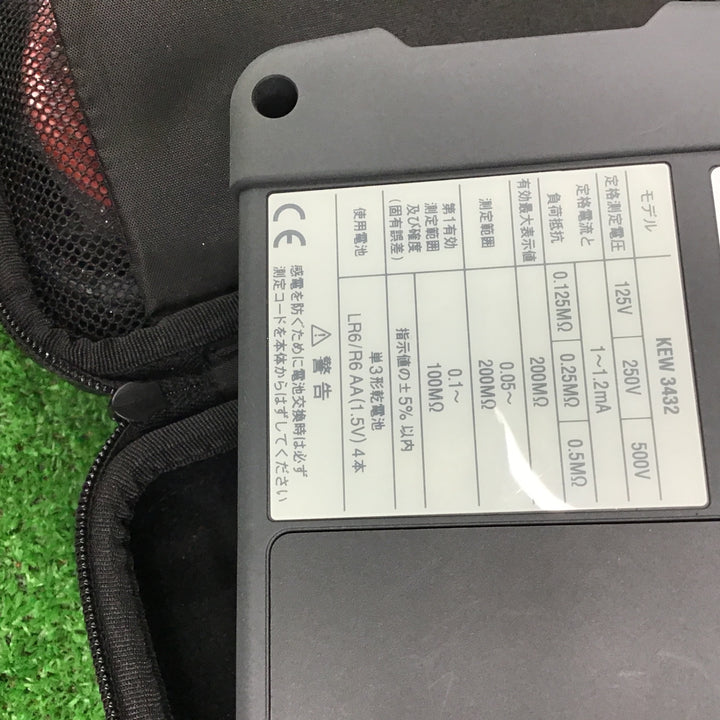 モデル KEW 3432
定格測定電圧 125V 250V 500V
定格電流と 1~1.2mA
負荷抵抗 0.125MΩ 0.25MΩ 0.5MΩ
有効最大表示値 200MΩ
測定範囲 0.05~
200MΩ
第1有効 0.1~
測定範囲 100MΩ
及び確度 指示値の±5% 以内
(固有誤差)
使用電池 単3形乾電池
LR6/R6 AA(1.5V) 4本
CE
⚠ 警告
感電を防ぐために電池交換時は必ず
測定コードを本体からはずしてください